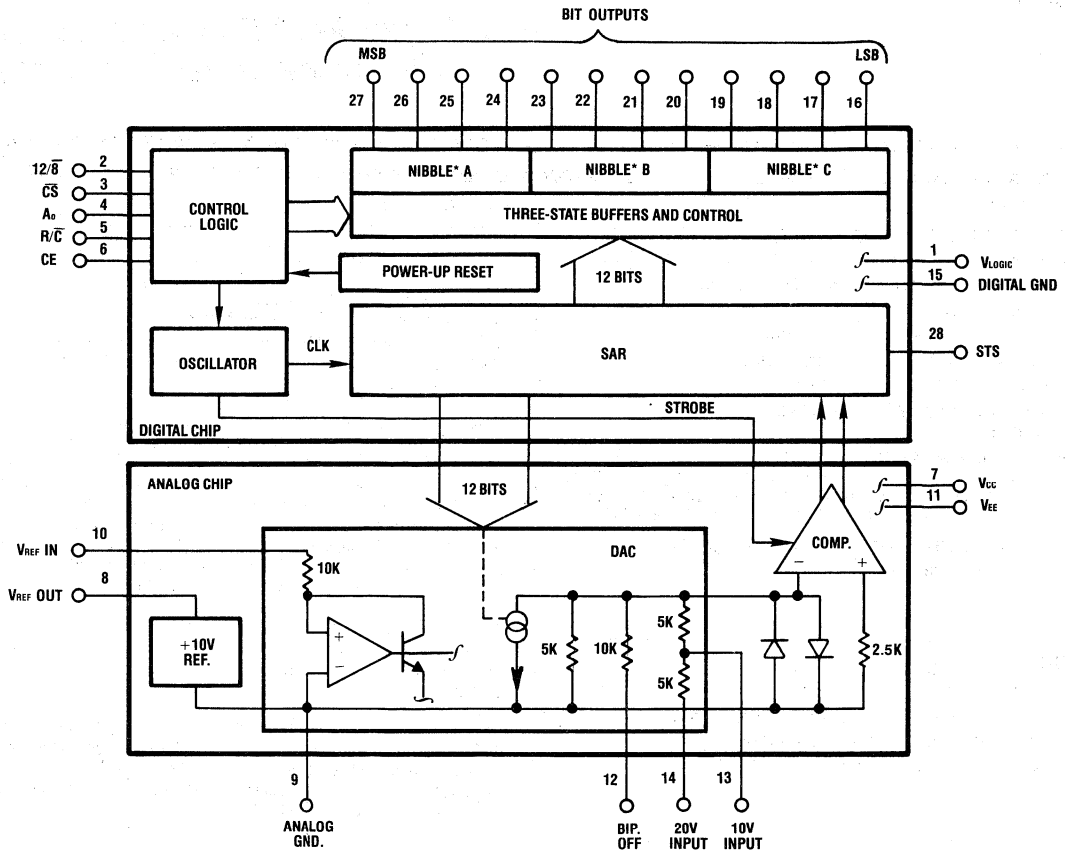 BIT OUTPUTS
MSB
LSB
27
26
25
24
23
22
21
20
19
18
17
16
12/8̅
2
C̅S̅
3
A₀
4
R/C̅
5
CE
6
CONTROL
LOGIC
NIBBLE* A
NIBBLE* B
NIBBLE* C
THREE-STATE BUFFERS AND CONTROL
POWER-UP RESET
12 BITS
1
VLOGIC
15
DIGITAL GND
OSCILLATOR
CLK
SAR
28
STS
STROBE
DIGITAL CHIP
ANALOG CHIP
12 BITS
7
VCC
11
VEE
10
VREF IN
8
VREF OUT
DAC
COMP.
−
+
10K
+10V
REF.
+
−
5K
10K
5K
5K
2.5K
9
12
14
13
ANALOG
GND.
BIP.
OFF
20V
INPUT
10V
INPUT